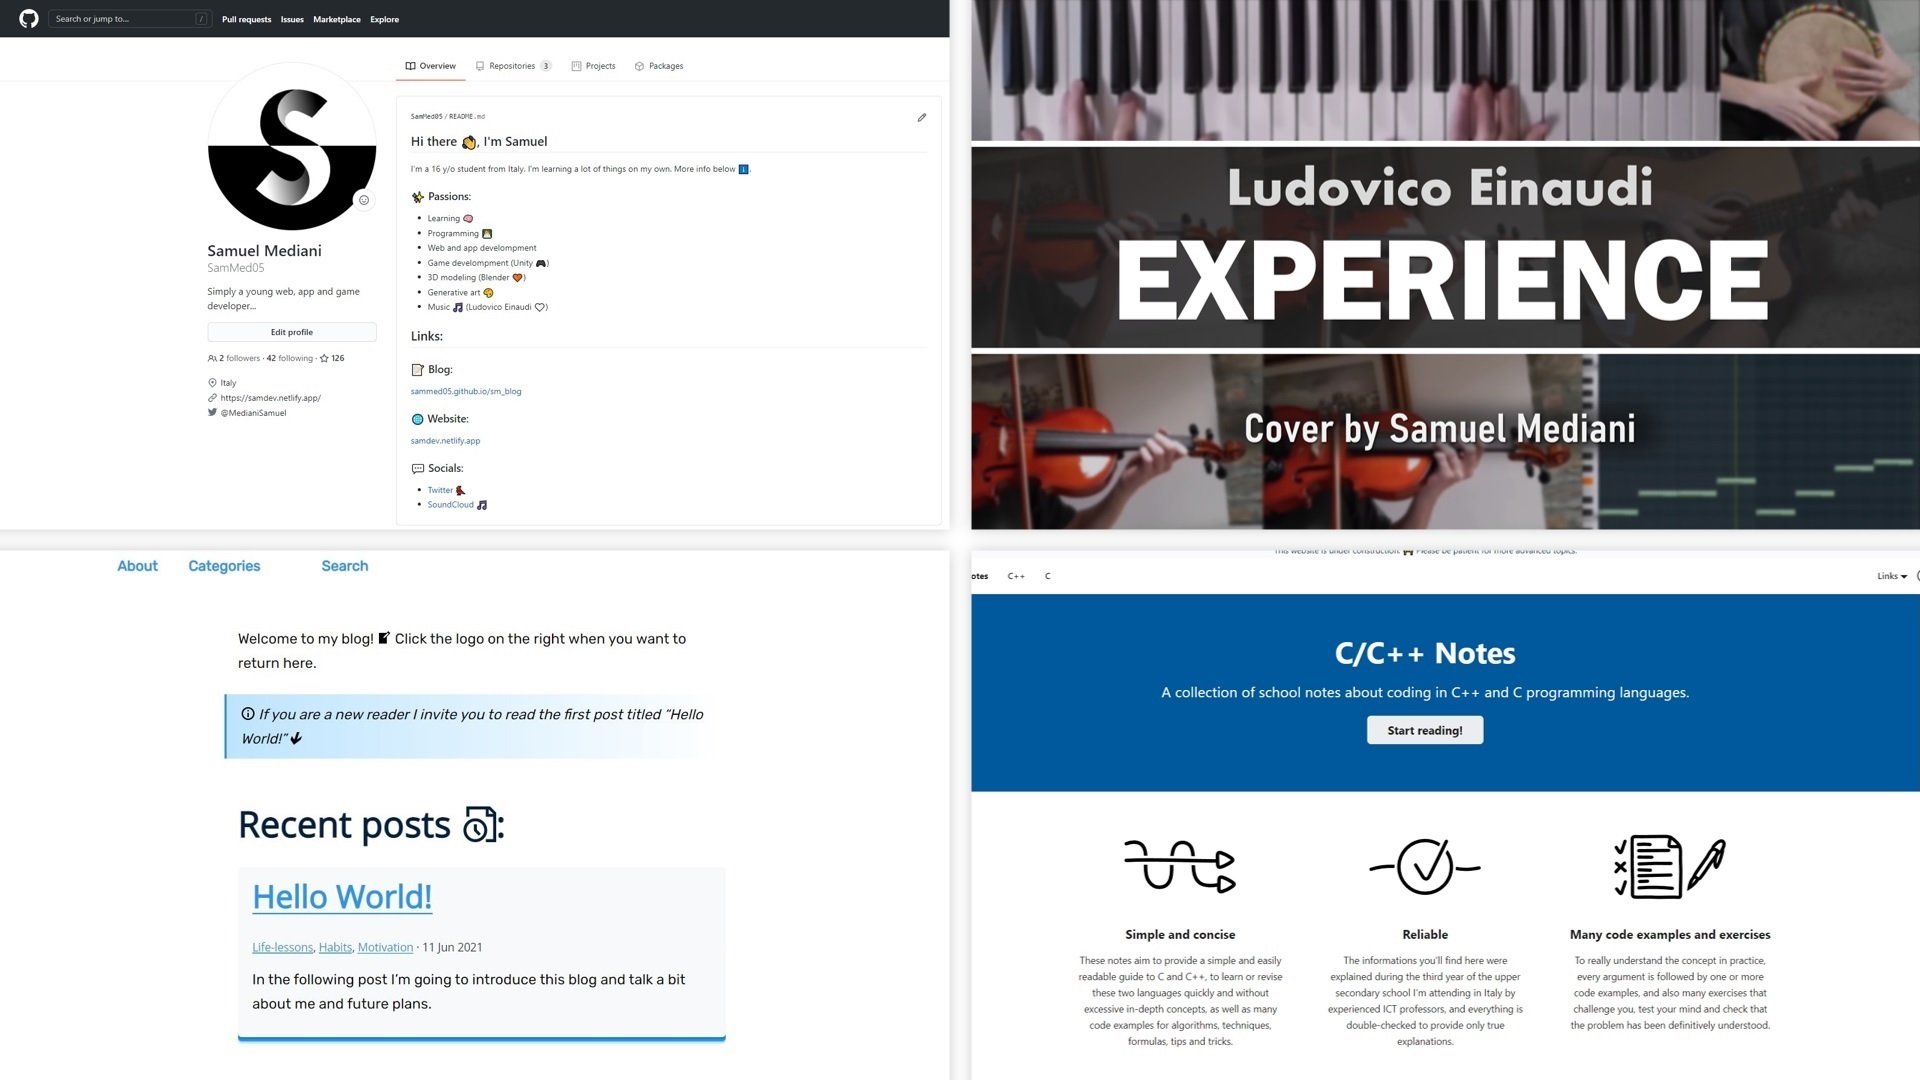 Search or jump to...
/
Pull requests
Issues
Marketplace
Explore
Overview
Repositories 3
Projects
Packages
Samuel Mediani
SamMed05
Simply a young web, app and game
developer...
Edit profile
2 followers · 42 following · 126
Italy
https://samdev.netlify.app/
@MedianiSamuel
SamMed05 / README.md
Hi there 👋, I'm Samuel
I'm a 16 y/o student from Italy. I'm learning a lot of things on my own. More info below ℹ️.
✨ Passions:
Learning 🧠
Programming 👨‍💻
Web and app development
Game development (Unity 🎮)
3D modeling (Blender 🧡)
Generative art 🎨
Music 🎵 (Ludovico Einaudi 🤍)
Links:
📝 Blog:
sammed05.github.io/sm_blog
🌐 Website:
samdev.netlify.app
💬 Socials:
Twitter
SoundCloud 🎵
Ludovico Einaudi
EXPERIENCE
Cover by Samuel Mediani
About
Categories
Search
Welcome to my blog! Click the logo on the right when you want to
return here.
If you are a new reader I invite you to read the first post titled “Hello
World!”
Recent posts :
Hello World!
Life-lessons, Habits, Motivation · 11 Jun 2021
In the following post I’m going to introduce this blog and talk a bit
about me and future plans.
This website is under construction. 🚧 Please be patient for more advanced topics.
otes
C++
C
Links
C/C++ Notes
A collection of school notes about coding in C++ and C programming languages.
Start reading!
Simple and concise
These notes aim to provide a simple and easily
readable guide to C and C++, to learn or revise
these two languages quickly and without
excessive in-depth concepts, as well as many
code examples for algorithms, techniques,
formulas, tips and tricks.
Reliable
The informations you'll find here were
explained during the third year of the upper
secondary school I'm attending in Italy by
experienced ICT professors, and everything is
double-checked to provide only true
explanations.
Many code examples and exercises
To really understand the concept in practice,
every argument is followed by one or more
code examples, and also many exercises that
challenge you, test your mind and check that
the problem has been definitively understood.